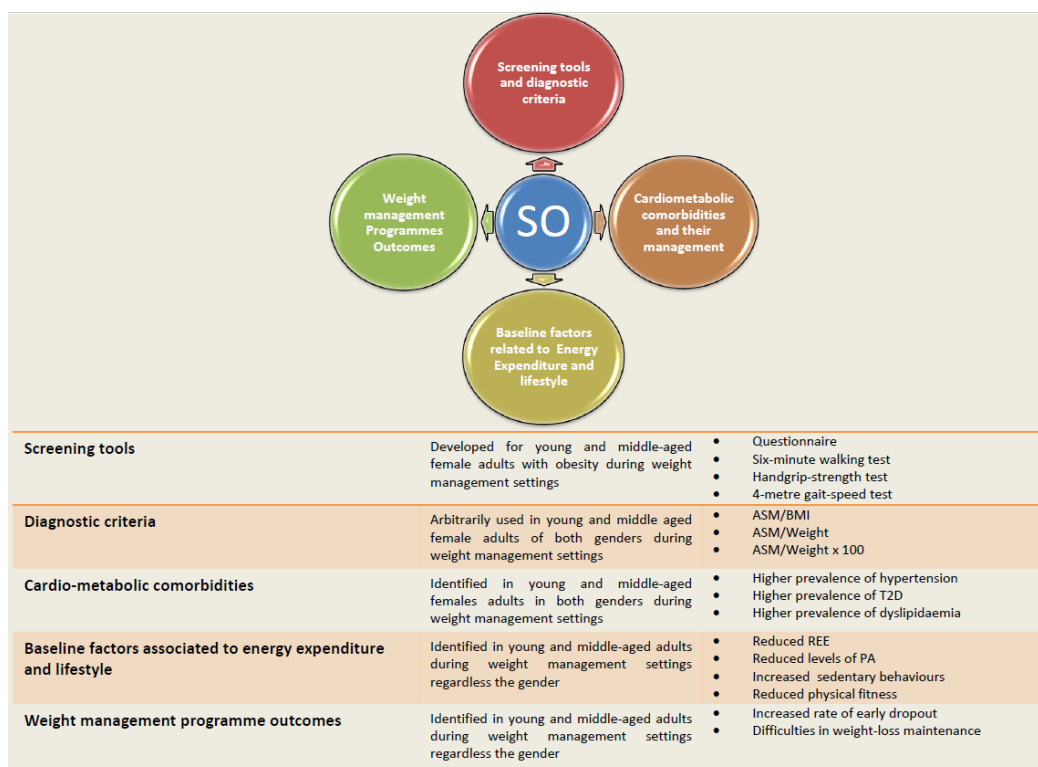 Screening tools
and diagnostic
criteria
Weight
management
Programmes
Outcomes
SO
Cardiometabolic
comorbidities
and their
management
Baseline factors
related to Energy
Expenditure and
lifestyle
Screening tools
Developed for young and middle-aged
female adults with obesity during weight
management settings
• Questionnaire
• Six-minute walking test
• Handgrip-strength test
• 4-metre gait-speed test
Diagnostic criteria
Arbitrarily used in young and middle aged
female adults of both genders during
weight management settings
• ASM/BMI
• ASM/Weight
• ASM/Weight x 100
Cardio-metabolic comorbidities
Identified in young and middle-aged
females adults in both genders during
weight management settings
• Higher prevalence of hypertension
• Higher prevalence of T2D
• Higher prevalence of dyslipidaemia
Baseline factors associated to energy expenditure
and lifestyle
Identified in young and middle-aged adults
during weight management settings
regardless the gender
• Reduced REE
• Reduced levels of PA
• Increased sedentary behaviours
• Reduced physical fitness
Weight management programme outcomes
Identified in young and middle-aged adults
during weight management settings
regardless the gender
• Increased rate of early dropout
• Difficulties in weight-loss maintenance